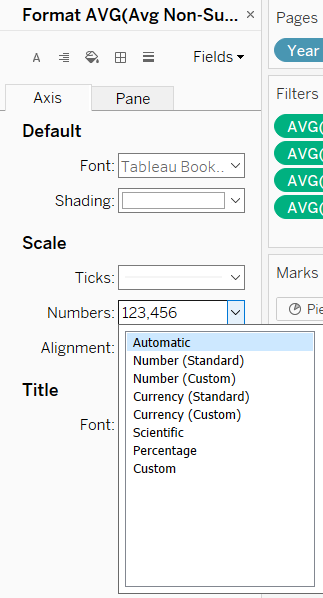 Format AVG(Avg Non-Su...
Pages
Year
A
Fields
Axis
Pane
Filters
Default
AVG(
AVG(
AVG(
AVG(
Font: Tableau Book..
Shading:
Scale
Marks
Ticks:
Numbers: 123,456
Pie
Alignment:
Automatic
Number (Standard)
Number (Custom)
Currency (Standard)
Currency (Custom)
Scientific
Percentage
Custom
Title
Font: